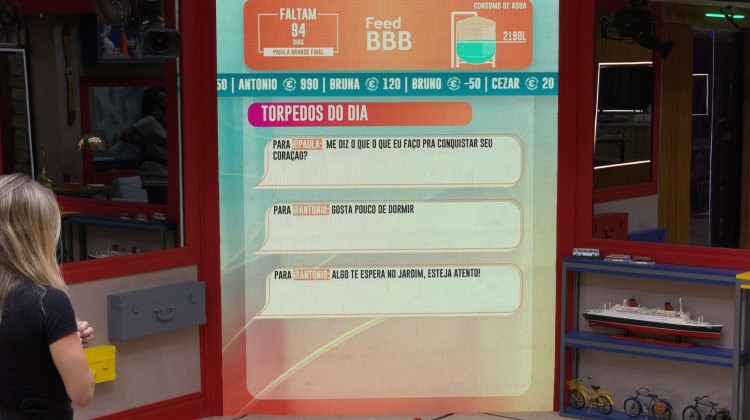 FALTAM
94
DIAS
PARA A GRANDE FINAL
Feed
BBB
CONSUMO DE ÁGUA
2199L
50 | ANTONIO 990 | BRUNA 120 | BRUNO -50 | CEZAR 20
TORPEDOS DO DIA
PARA @PAULA: ME DIZ O QUE O QUE EU FAÇO PRA CONQUISTAR SEU
CORAÇÃO?
PARA @ANTONIO: GOSTA POUCO DE DORMIR
PARA @ANTONIO: ALGO TE ESPERA NO JARDIM, ESTEJA ATENTO!